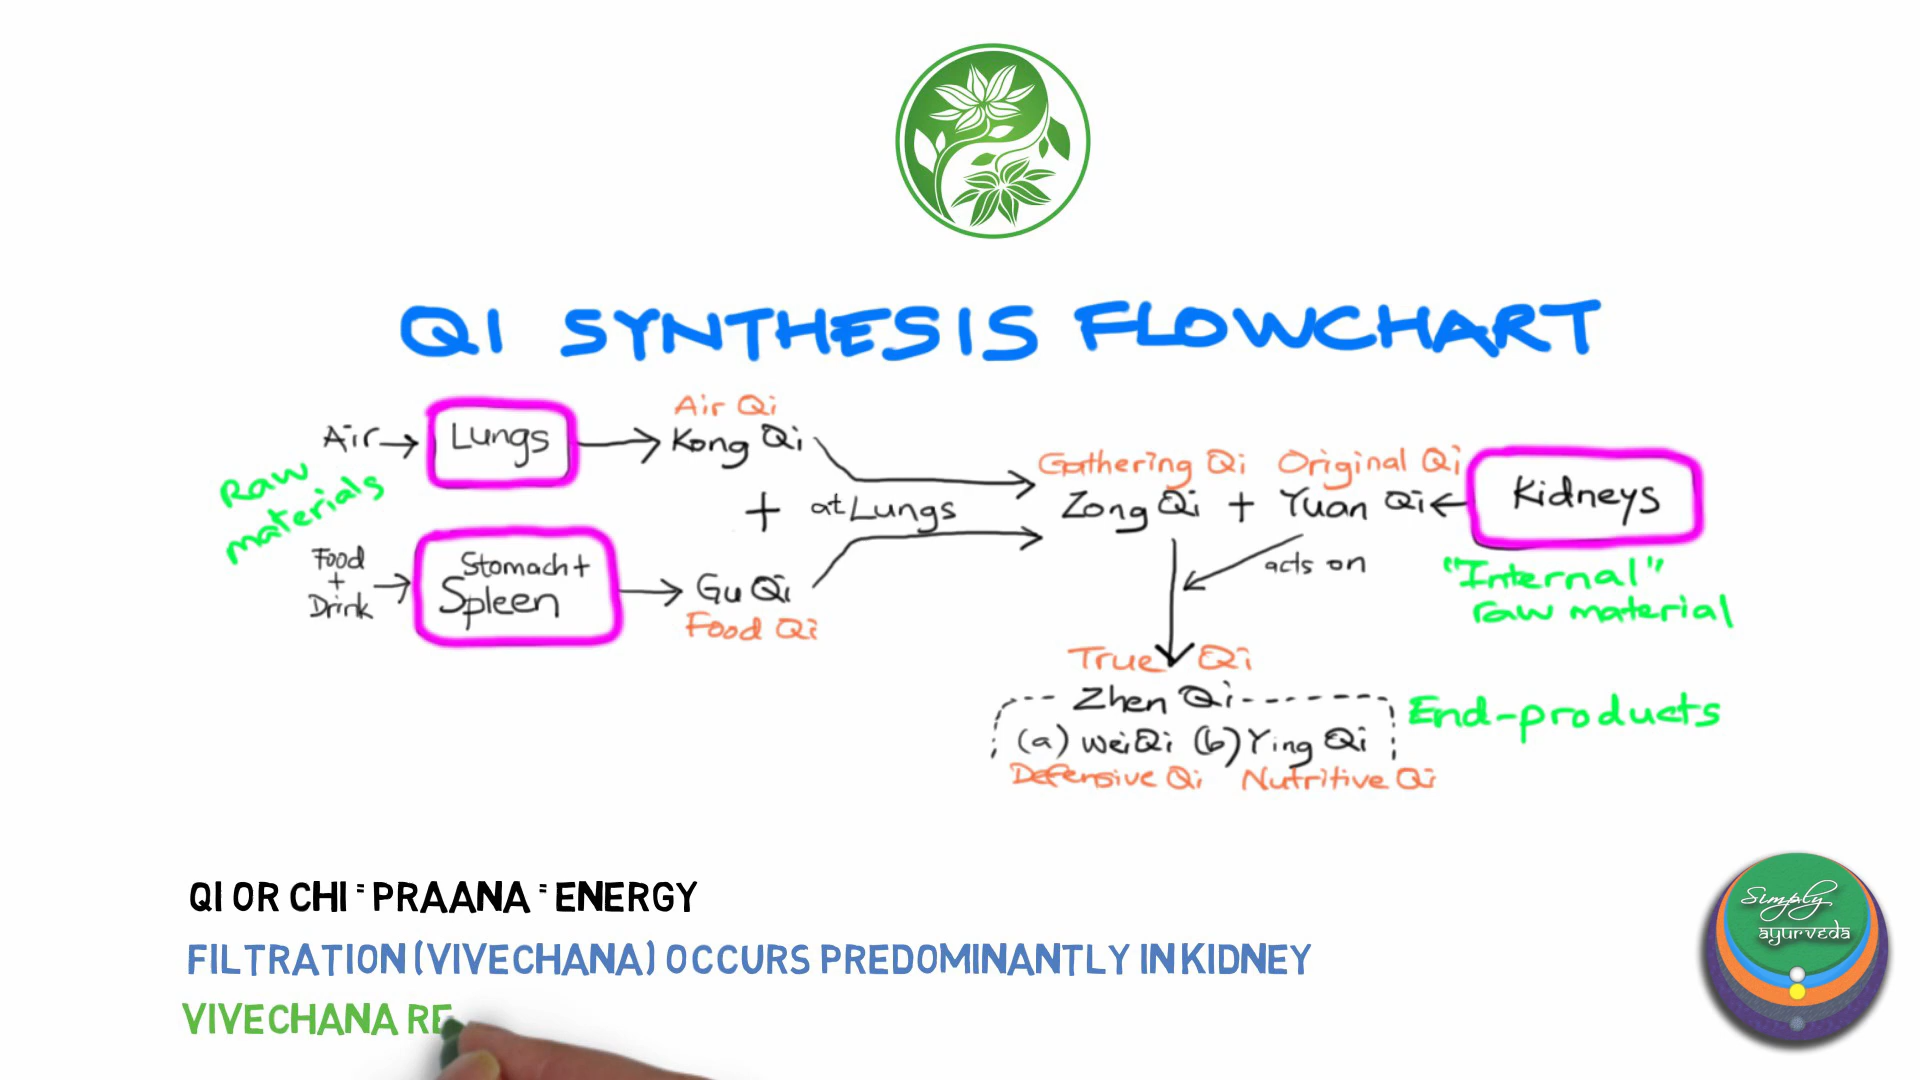 QI SYNTHESIS FLOWCHART
Air Qi
Air → Lungs → Kong Qi
Raw
materials
+ at Lungs
Food
+
Drink
Stomach +
Spleen
Gu Qi
Food Qi
Gathering Qi Original Qi
Zong Qi + Yuan Qi ← Kidneys
acts on
"Internal"
raw material
True Qi
Zhen Qi
(a) Wei Qi (b) Ying Qi
Defensive Qi Nutritive Qi
End-products
QI OR CHI = PRAANA = ENERGY
FILTRATION (VIVECHANA) OCCURS PREDOMINANTLY IN KIDNEY
VIVECHANA RE
Simply
ayurveda